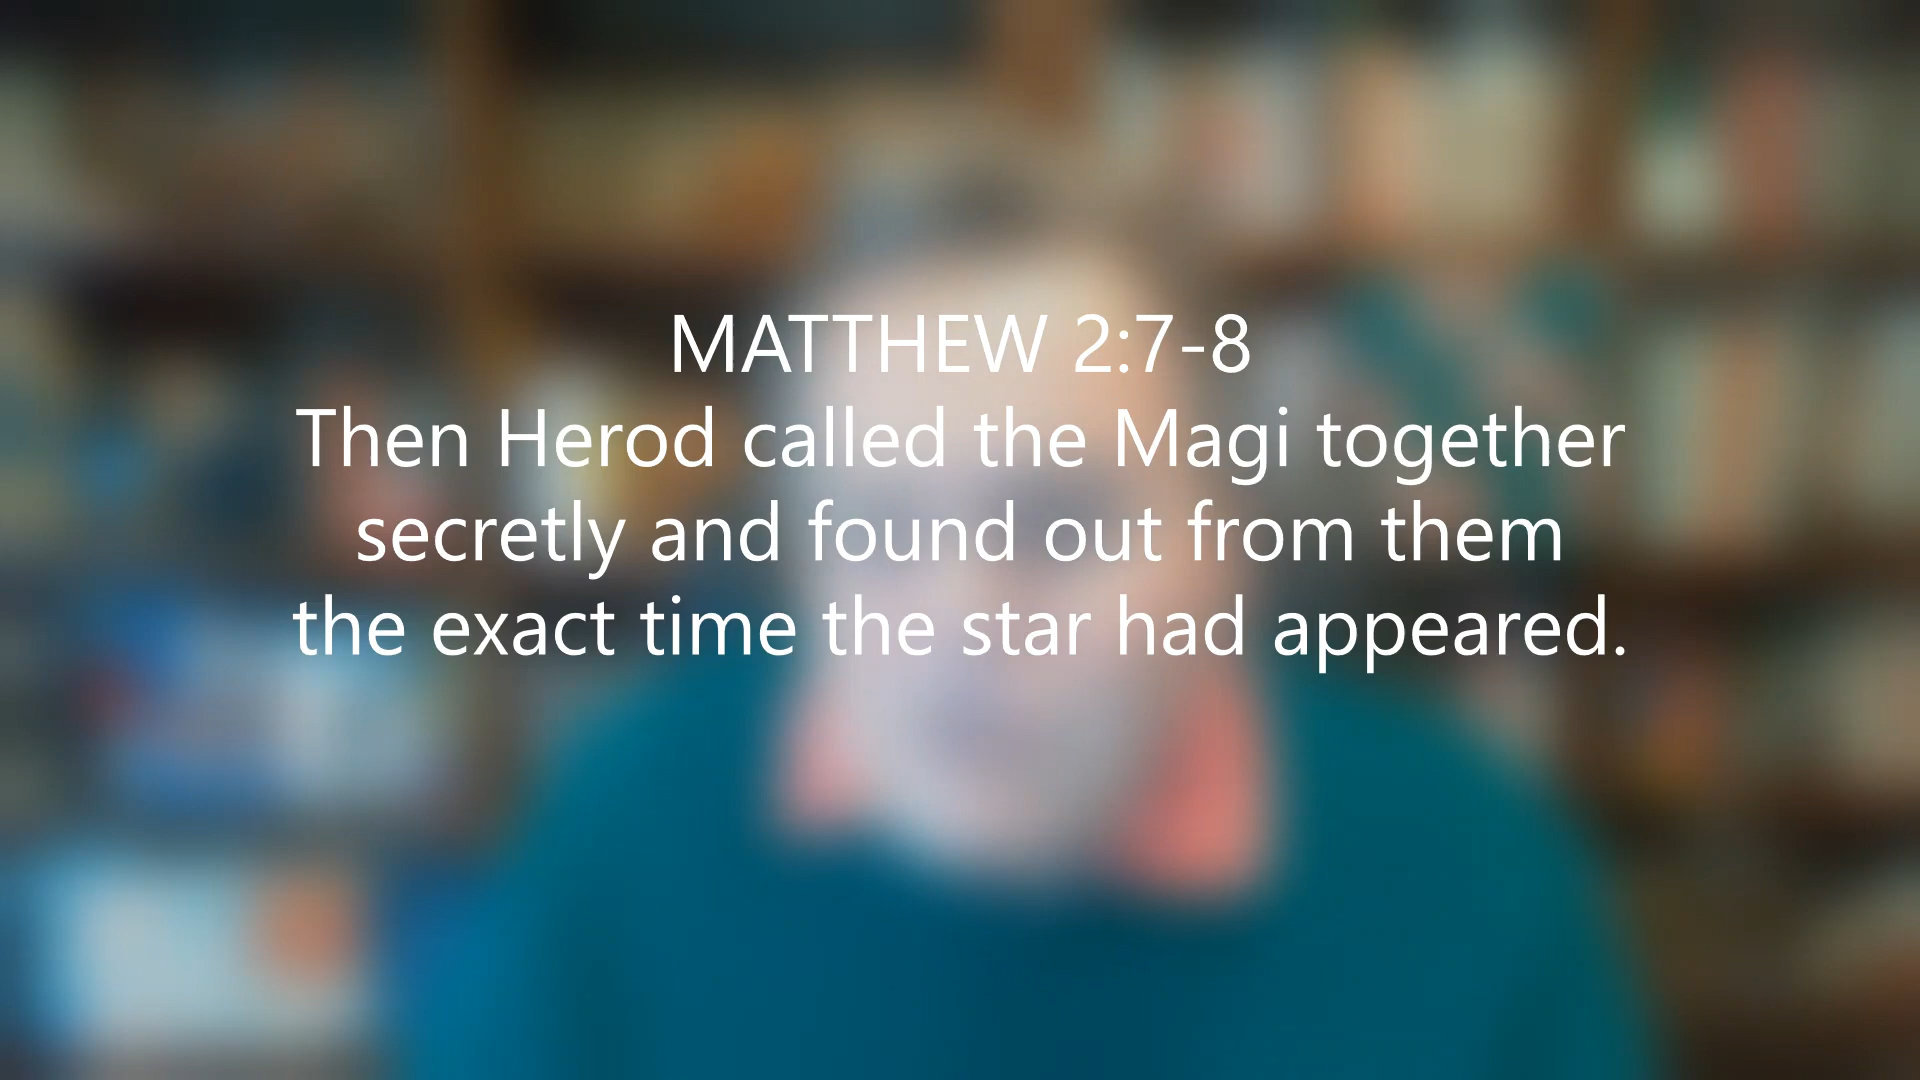 MATTHEW 2:7-8
Then Herod called the Magi together
secretly and found out from them
the exact time the star had appeared.